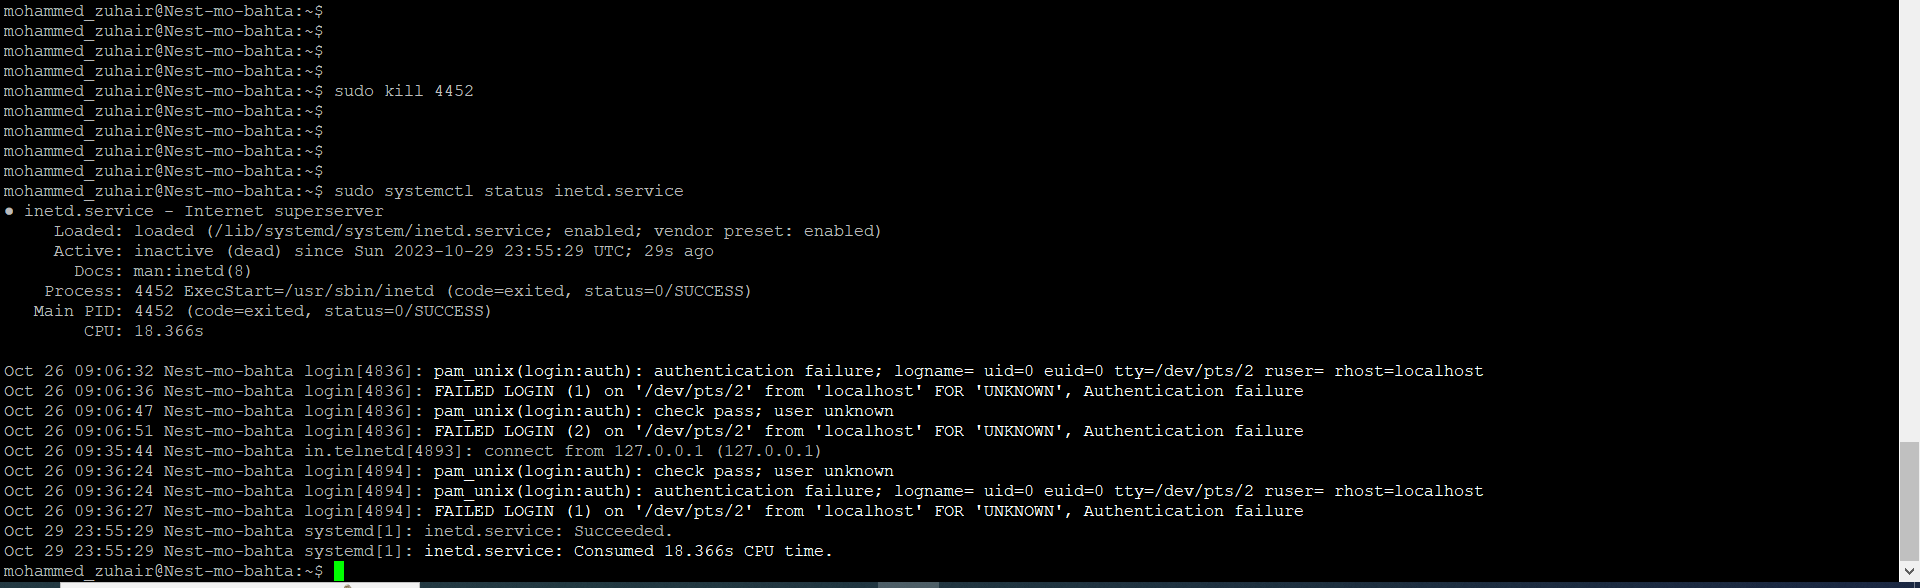 mohammed_zuhair@Nest-mo-bahta:~$
mohammed_zuhair@Nest-mo-bahta:~$
mohammed_zuhair@Nest-mo-bahta:~$
mohammed_zuhair@Nest-mo-bahta:~$
mohammed_zuhair@Nest-mo-bahta:~$ sudo kill 4452
mohammed_zuhair@Nest-mo-bahta:~$
mohammed_zuhair@Nest-mo-bahta:~$
mohammed_zuhair@Nest-mo-bahta:~$
mohammed_zuhair@Nest-mo-bahta:~$
mohammed_zuhair@Nest-mo-bahta:~$ sudo systemctl status inetd.service
● inetd.service - Internet superserver
Loaded: loaded (/lib/systemd/system/inetd.service; enabled; vendor preset: enabled)
Active: inactive (dead) since Sun 2023-10-29 23:55:29 UTC; 29s ago
Docs: man:inetd(8)
Process: 4452 ExecStart=/usr/sbin/inetd (code=exited, status=0/SUCCESS)
Main PID: 4452 (code=exited, status=0/SUCCESS)
CPU: 18.366s
Oct 26 09:06:32 Nest-mo-bahta login[4836]: pam_unix(login:auth): authentication failure; logname= uid=0 euid=0 tty=/dev/pts/2 ruser= rhost=localhost
Oct 26 09:06:36 Nest-mo-bahta login[4836]: FAILED LOGIN (1) on '/dev/pts/2' from 'localhost' FOR 'UNKNOWN', Authentication failure
Oct 26 09:06:47 Nest-mo-bahta login[4836]: pam_unix(login:auth): check pass; user unknown
Oct 26 09:06:51 Nest-mo-bahta login[4836]: FAILED LOGIN (2) on '/dev/pts/2' from 'localhost' FOR 'UNKNOWN', Authentication failure
Oct 26 09:35:44 Nest-mo-bahta in.telnetd[4893]: connect from 127.0.0.1 (127.0.0.1)
Oct 26 09:36:24 Nest-mo-bahta login[4894]: pam_unix(login:auth): check pass; user unknown
Oct 26 09:36:24 Nest-mo-bahta login[4894]: pam_unix(login:auth): authentication failure; logname= uid=0 euid=0 tty=/dev/pts/2 ruser= rhost=localhost
Oct 26 09:36:27 Nest-mo-bahta login[4894]: FAILED LOGIN (1) on '/dev/pts/2' from 'localhost' FOR 'UNKNOWN', Authentication failure
Oct 29 23:55:29 Nest-mo-bahta systemd[1]: inetd.service: Succeeded.
Oct 29 23:55:29 Nest-mo-bahta systemd[1]: inetd.service: Consumed 18.366s CPU time.
mohammed_zuhair@Nest-mo-bahta:~$